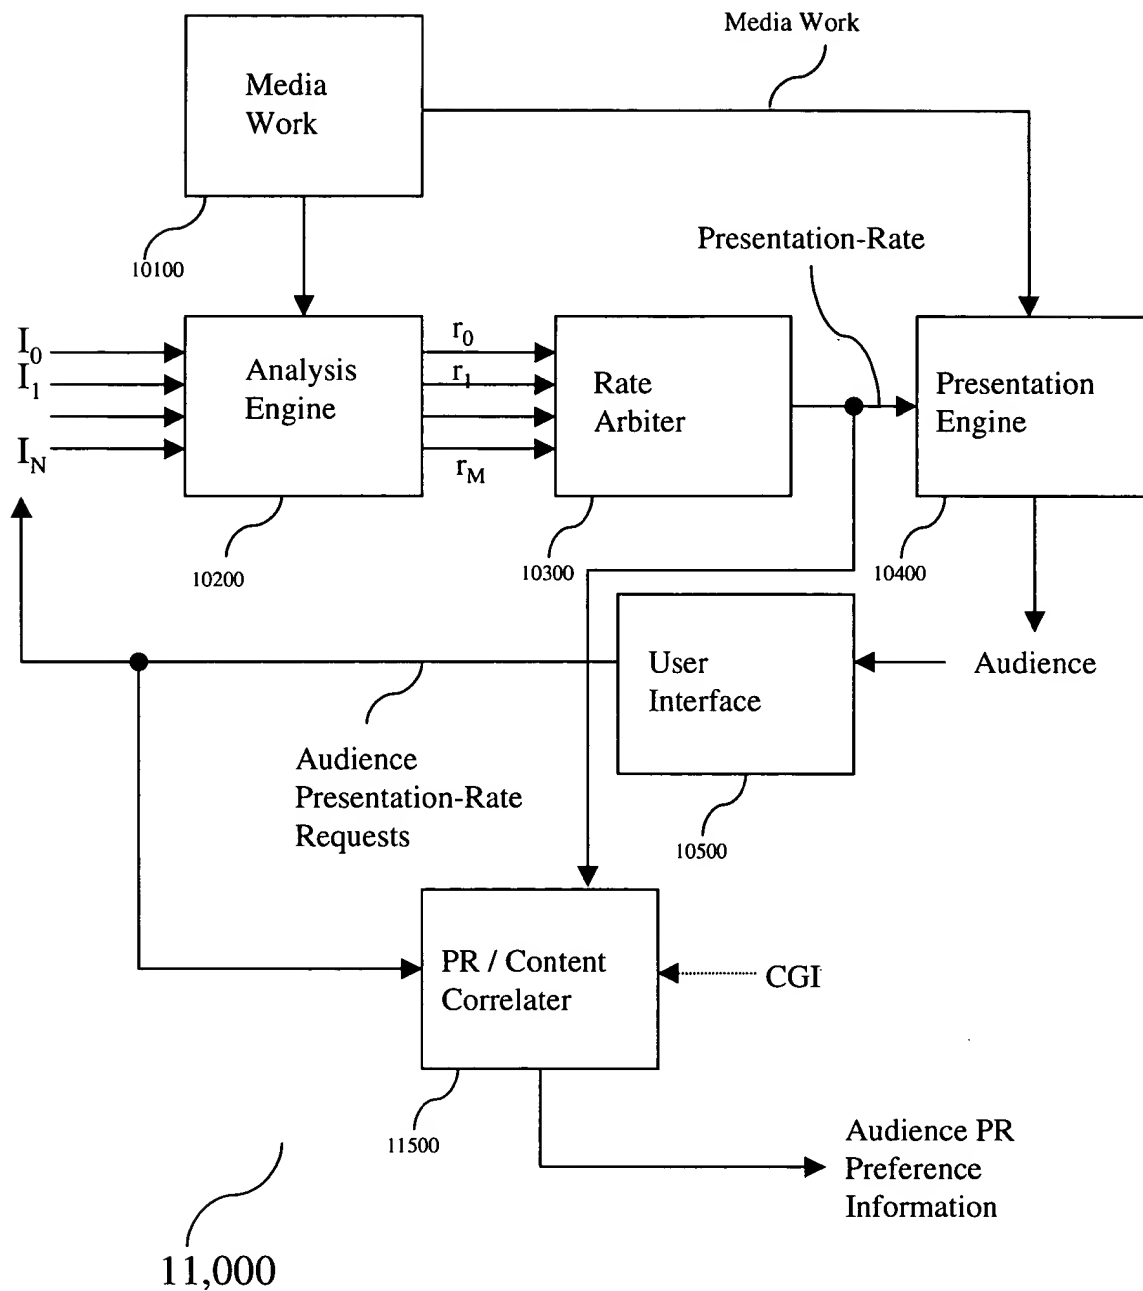 Media Work
Media
Work
10100
Presentation-Rate
I0
I1
IN
Analysis
Engine
r0
r1
rM
Rate
Arbiter
Presentation
Engine
10200
10300
10400
User
Interface
Audience
Audience
Presentation-Rate
Requests
10500
PR / Content
Correlater
CGI
11500
Audience PR
Preference
Information
11,000